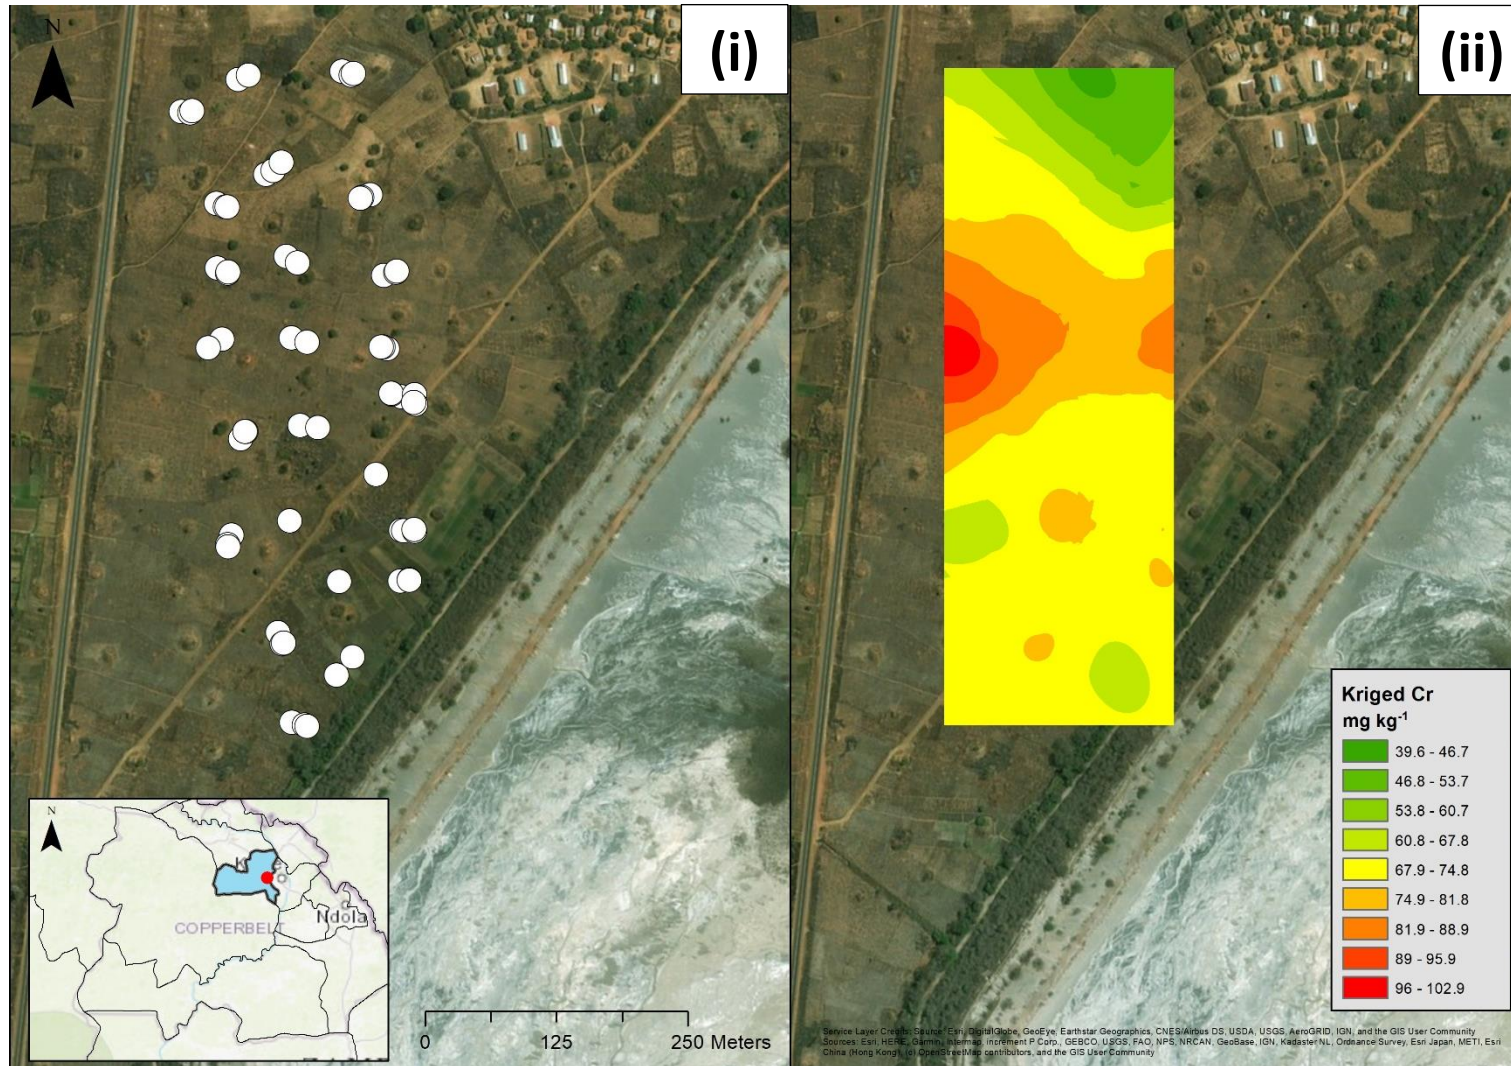 N
(i)
(ii)
Kriged Cr
mg kg-1
39.6 - 46.7
46.8 - 53.7
53.8 - 60.7
60.8 - 67.8
67.9 - 74.8
74.9 - 81.8
81.9 - 88.9
89 - 95.9
96 - 102.9
N
Ndola
COPPERBELT
0 125 250 Meters
Service Layer Credits: Source: Esri, DigitalGlobe, GeoEye, Earthstar Geographics, CNES/Airbus DS, USDA, USGS, AeroGRID, IGN, and the GIS User Community
Sources: Esri, HERE, Garmin, Intermap, increment P Corp., GEBCO, USGS, FAO, NPS, NRCAN, GeoBase, IGN, Kadaster NL, Ordnance Survey, Esri Japan, METI, Esri
China (Hong Kong), (c) OpenStreetMap contributors, and the GIS User Community